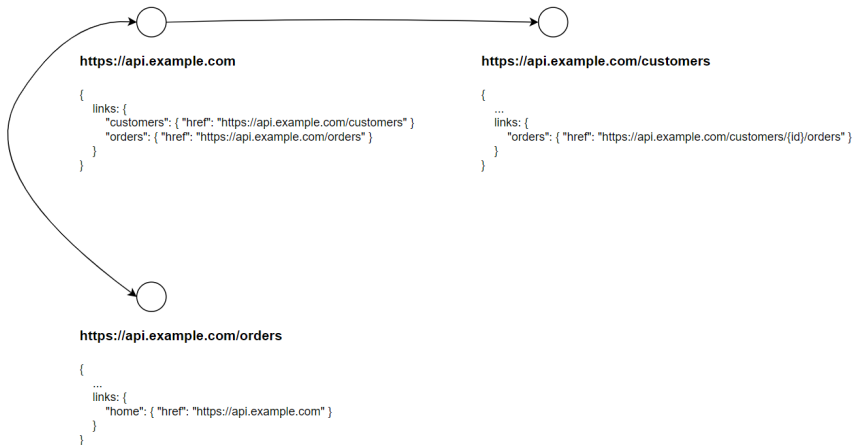 https://api.example.com
{
links: {
"customers": { "href": "https://api.example.com/customers" }
"orders": { "href": "https://api.example.com/orders" }
}
}
https://api.example.com/customers
{
...
links: {
"orders": { "href": "https://api.example.com/customers/{id}/orders" }
}
}
https://api.example.com/orders
{
...
links: {
"home": { "href": "https://api.example.com" }
}
}